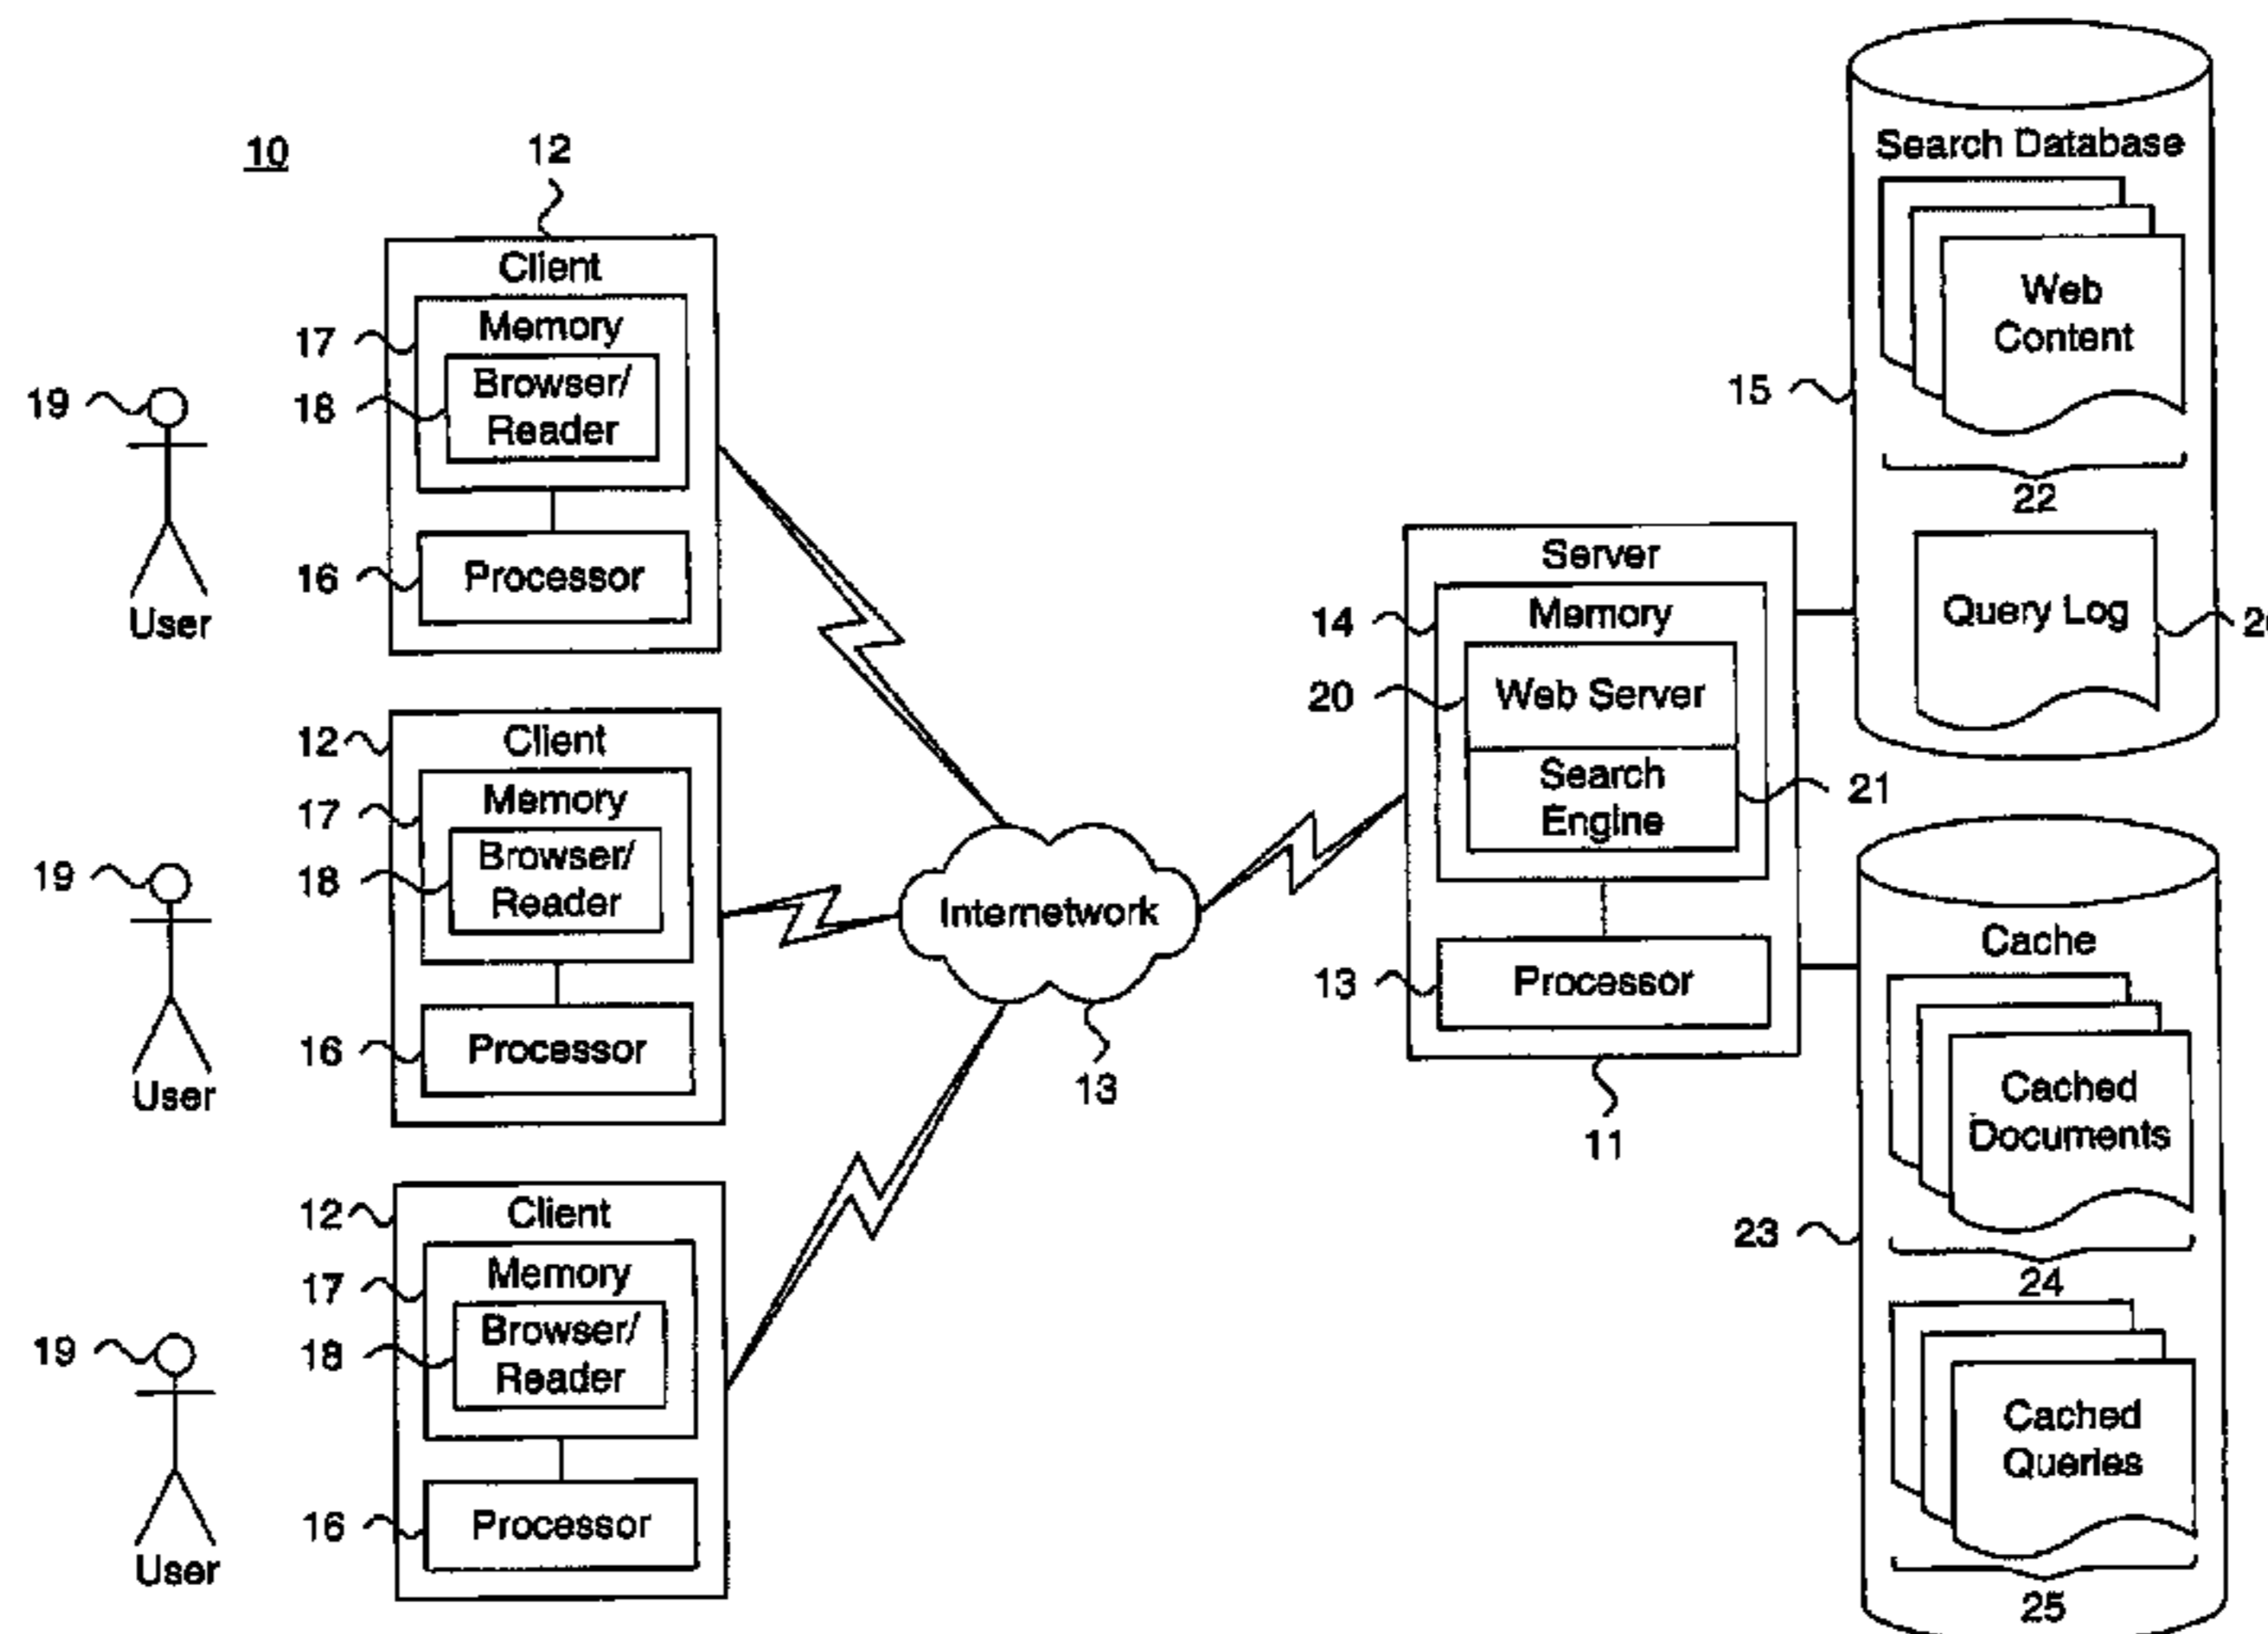 10
12
Client
17
Memory
18
Browser/
Reader
16
Processor
19
User
12
Client
17
Memory
18
Browser/
Reader
16
Processor
19
User
12
Client
17
Memory
18
Browser/
Reader
16
Processor
19
User
Internetwork
13
Server
14
Memory
20
Web Server
Search
Engine
21
13
Processor
11
Search Database
Web
Content
15
22
Query Log
Cache
Cached
Documents
23
24
Cached
Queries
25